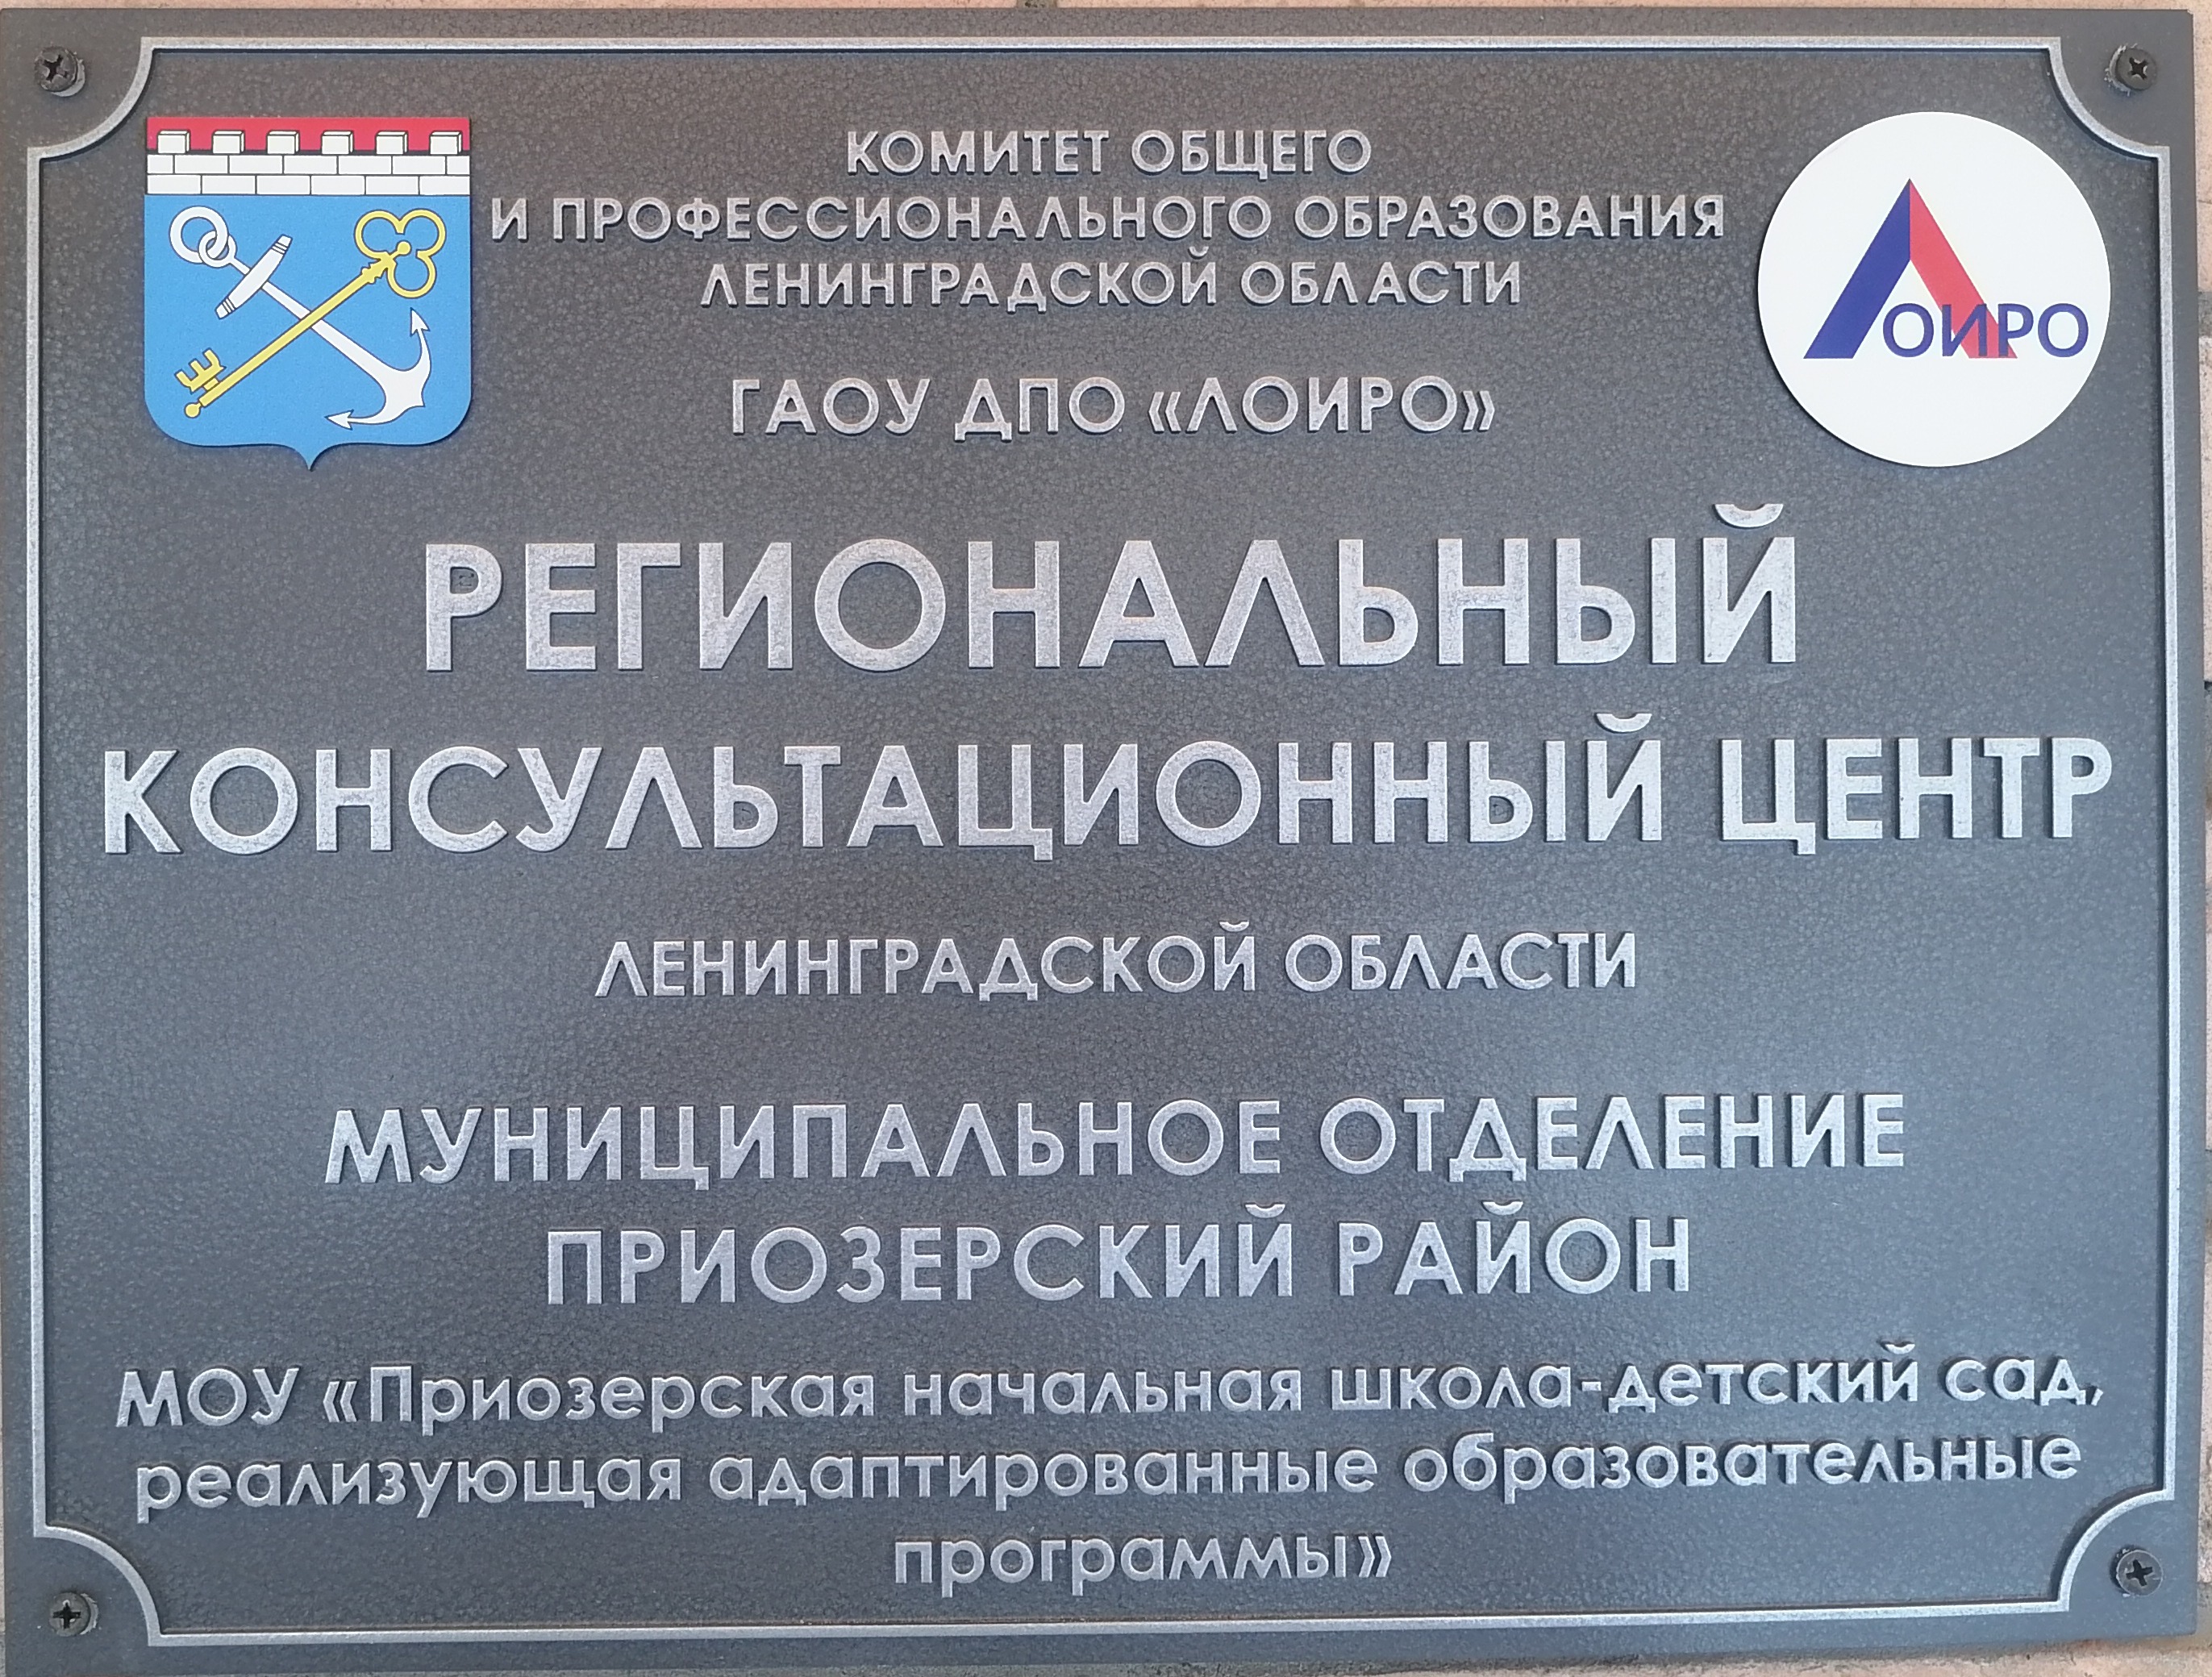 КОМИТЕТ ОБЩЕГО
И ПРОФЕССИОНАЛЬНОГО ОБРАЗОВАНИЯ
ЛЕНИНГРАДСКОЙ ОБЛАСТИ
ЛОИРО
ГАОУ ДПО «ЛОИРО»
РЕГИОНАЛЬНЫЙ
КОНСУЛЬТАЦИОННЫЙ ЦЕНТР
ЛЕНИНГРАДСКОЙ ОБЛАСТИ
МУНИЦИПАЛЬНОЕ ОТДЕЛЕНИЕ
ПРИОЗЕРСКИЙ РАЙОН
МОУ «Приозерская начальная школа-детский сад,
реализующая адаптированные образовательные
программы»